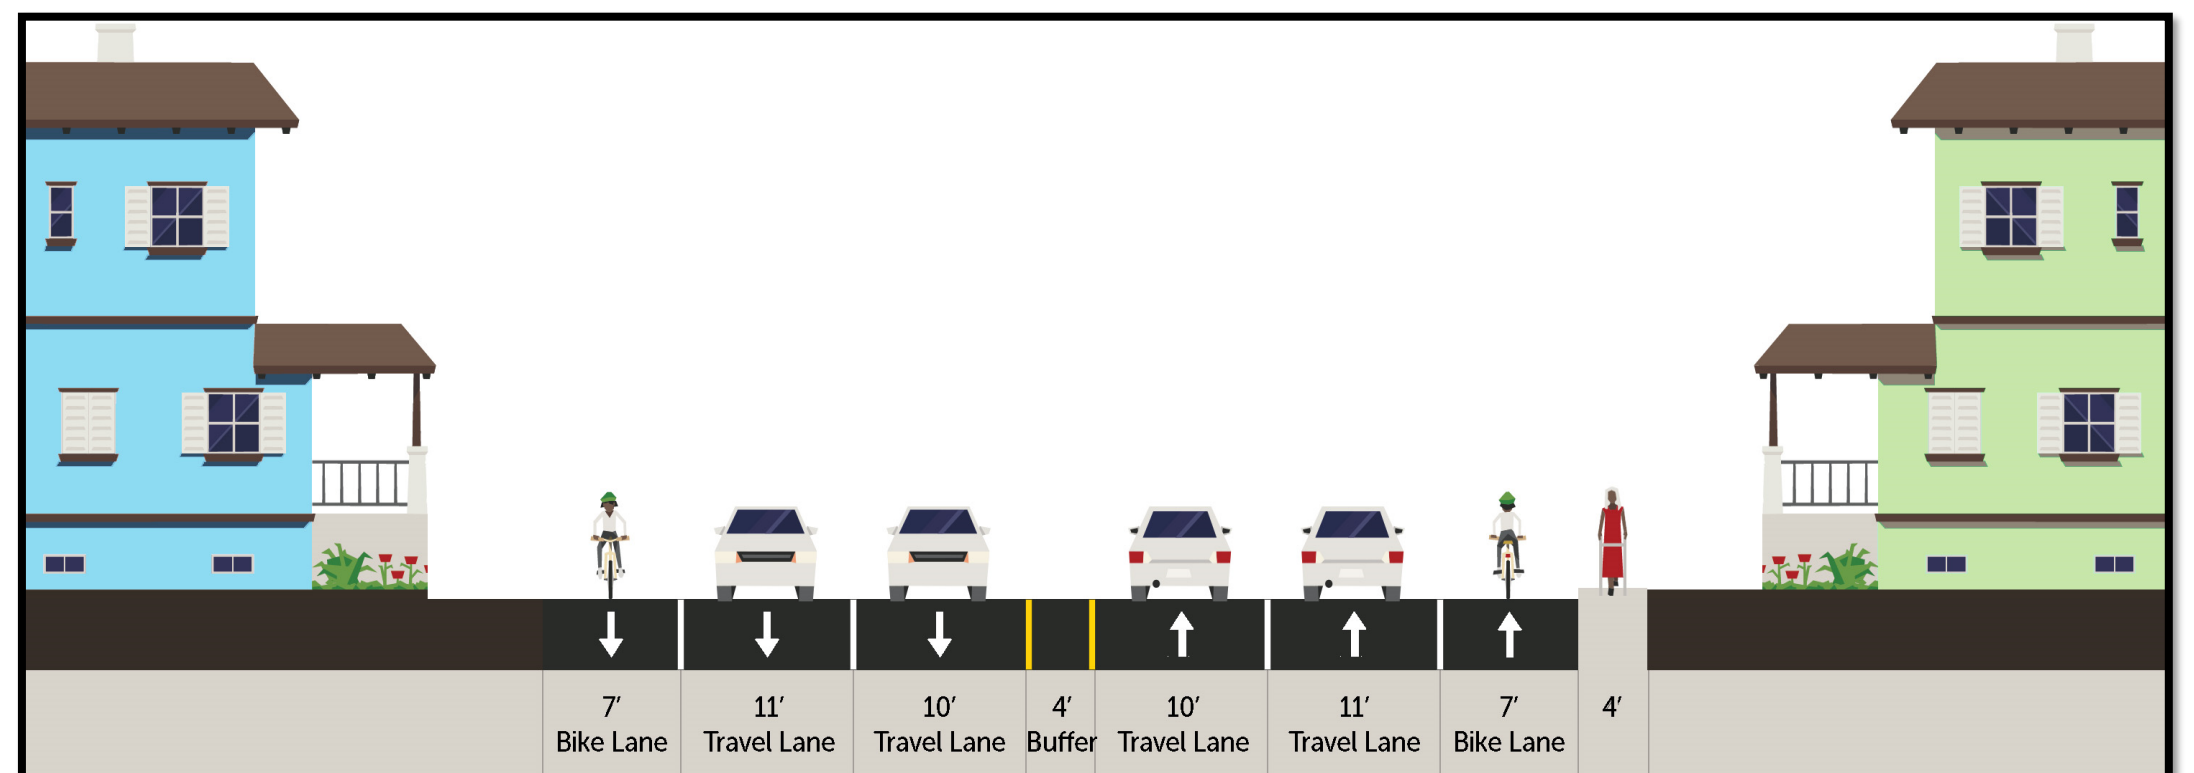 7′ 11′ 10′ 4′ 10′ 11′ 7′ 4′
Bike Lane Travel Lane Travel Lane Buffer Travel Lane Travel Lane Bike Lane